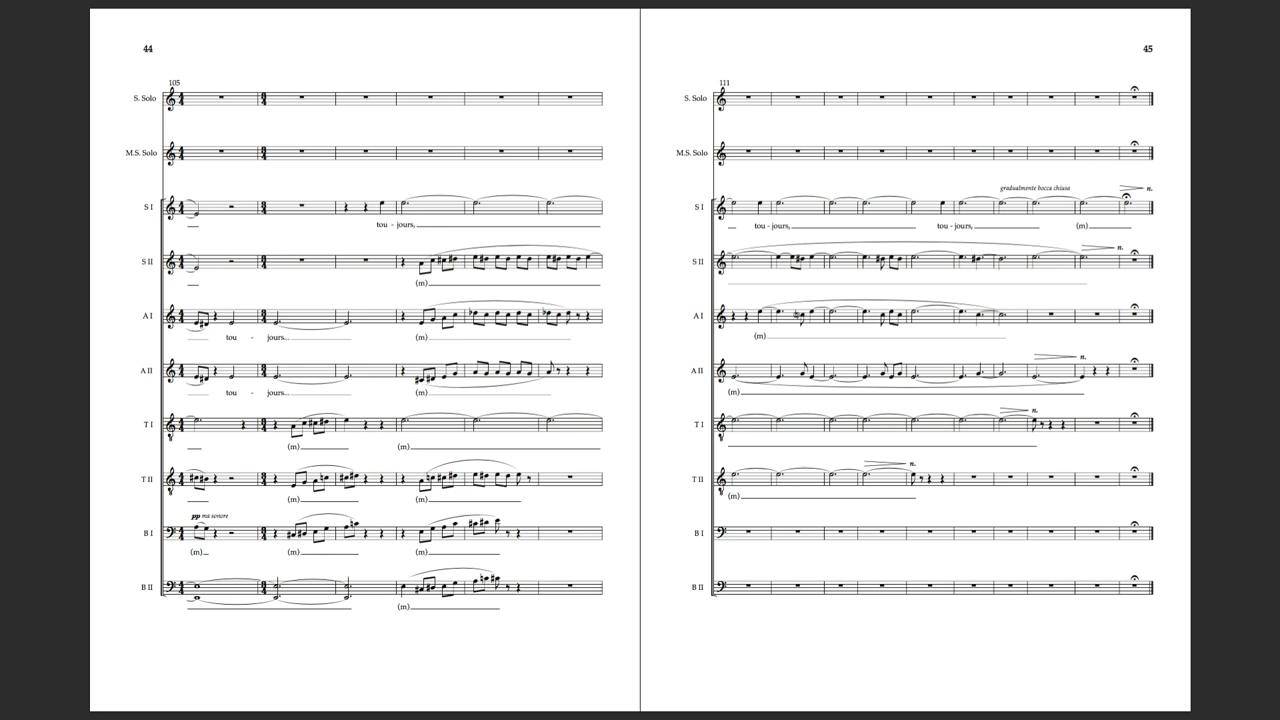 44
105
S. Solo
M.S. Solo
S I
tou - jours,
S II
(m)
A I
tou - jours... (m)
A II
tou - jours... (m)
T I
(m) (m)
T II
(m) (m)
pp ma sonore
B I
(m) (m) (m)
B II
(m)
45
111
S. Solo
M.S. Solo
gradualmente bocca chiusa n.
S I
tou - jours, tou - jours, (m)
n.
S II
A I
(m)
n.
A II
(m)
n.
T I
n.
T II
(m)
B I
B II